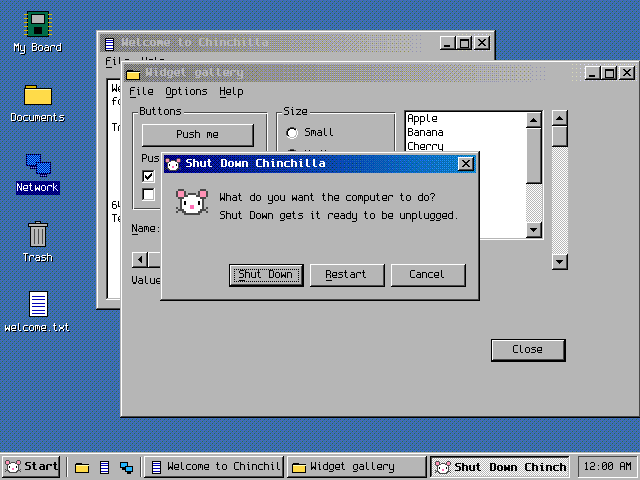 My Board
Documents
Network
Trash
welcome.txt
Welcome to Chinchilla
File Help
Widget gallery
File Options Help
Buttons
Push me
Size
Small
Apple
Banana
Cherry
Name:
Value
Close
Shut Down Chinchilla
What do you want the computer to do?
Shut Down gets it ready to be unplugged.
Shut Down
Restart
Cancel
Start
Welcome to Chinchil
Widget gallery
Shut Down Chinch
12:00 AM